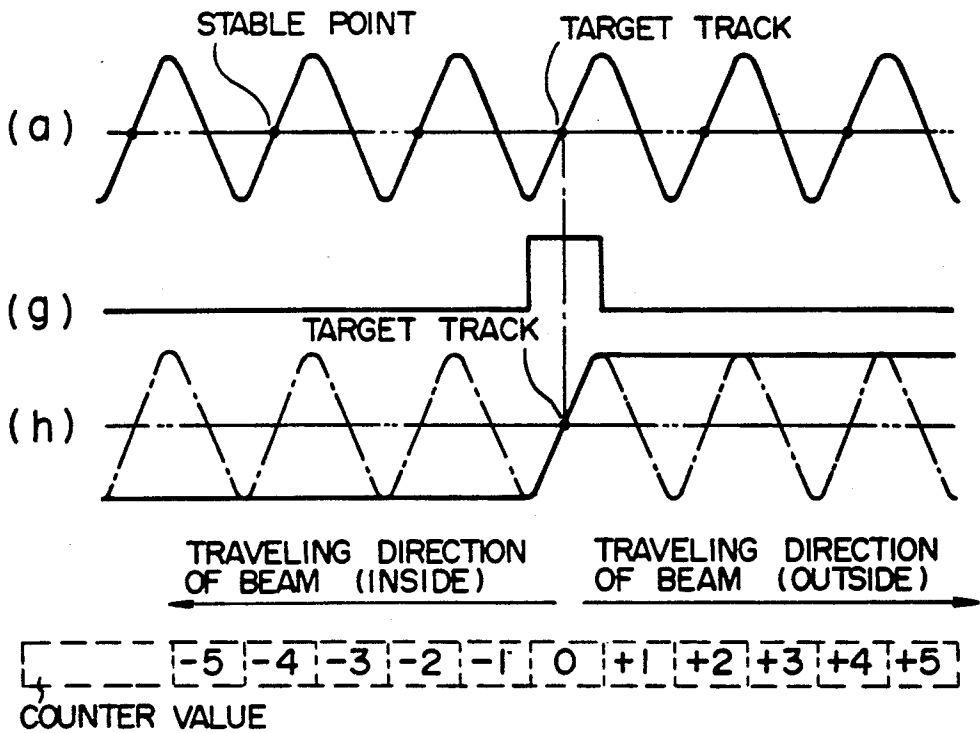 STABLE POINT
TARGET TRACK
(a)
(g)
TARGET TRACK
(h)
TRAVELING DIRECTION
OF BEAM (INSIDE)
TRAVELING DIRECTION
OF BEAM (OUTSIDE)
-5 -4 -3 -2 -1 0 +1 +2 +3 +4 +5
COUNTER VALUE